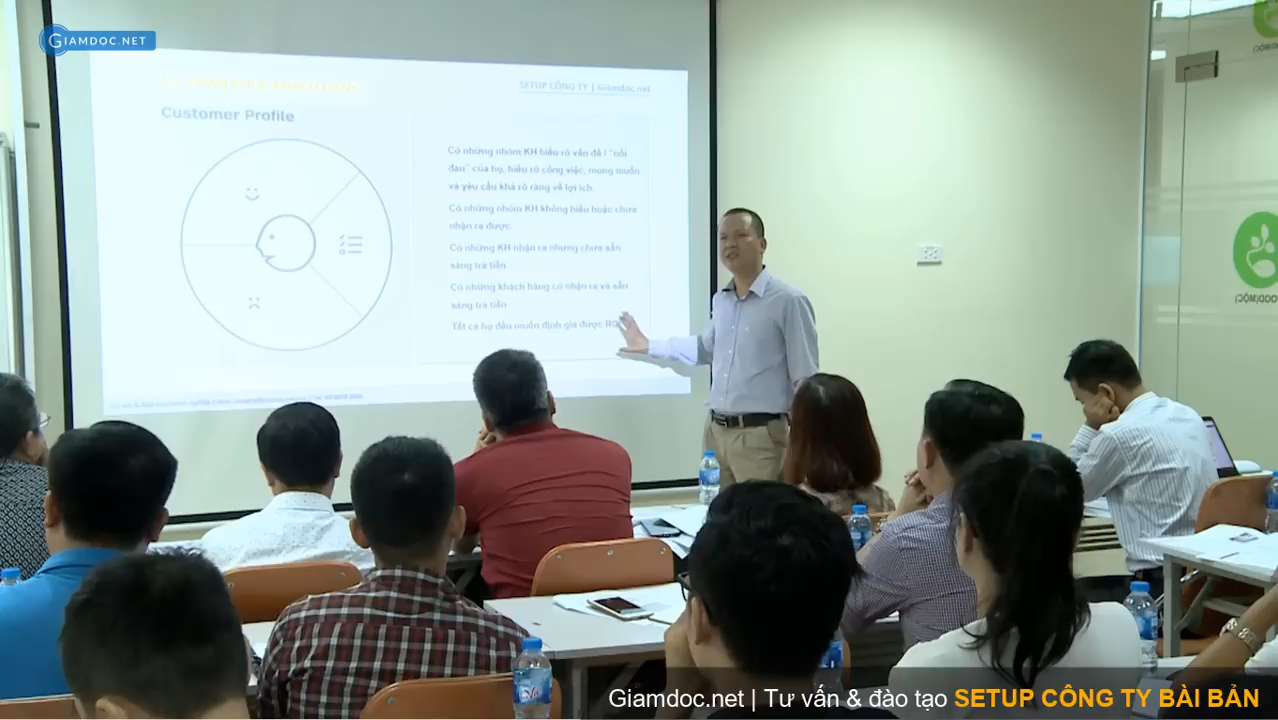 GIAMDOC.NET
SETUP CÔNG TY | Giamdoc.net
Customer Profile
Có những nhóm KH hiểu rõ vấn đề / "nỗi
đau" của họ, hiểu rõ công việc, mong muốn
và yêu cầu khá rõ ràng về lợi ích.
Có những nhóm KH không hiểu hoặc chưa
nhận ra được
Có những KH nhận ra nhưng chưa sẵn
sàng trả tiền
Có những khách hàng có nhận ra và sẵn
sàng trả tiền
Tất cả họ đều muốn định giá được
Giamdoc.net | Tư vấn & đào tạo SETUP CÔNG TY BÀI BẢN